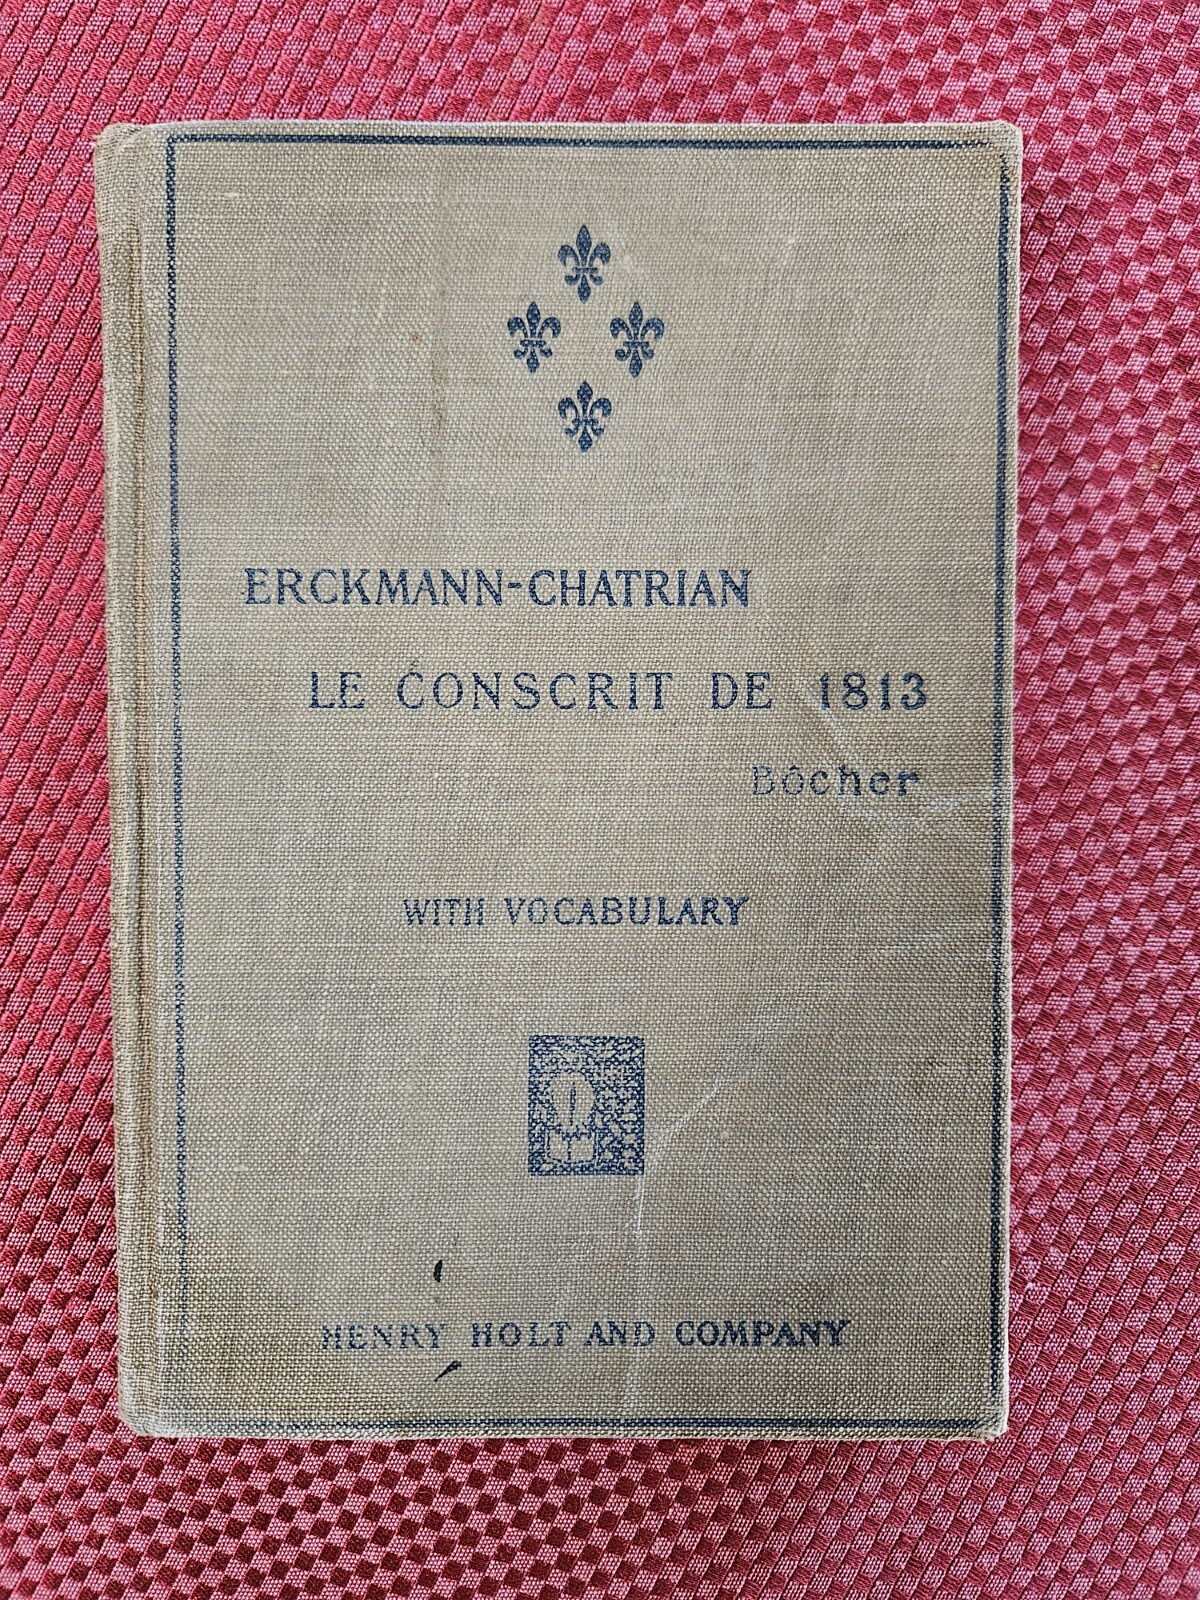 ERCKMANN-CHATRIAN
LE CONSCRIT DE 1813
Bôcher
WITH VOCABULARY
HENRY HOLT AND COMPANY